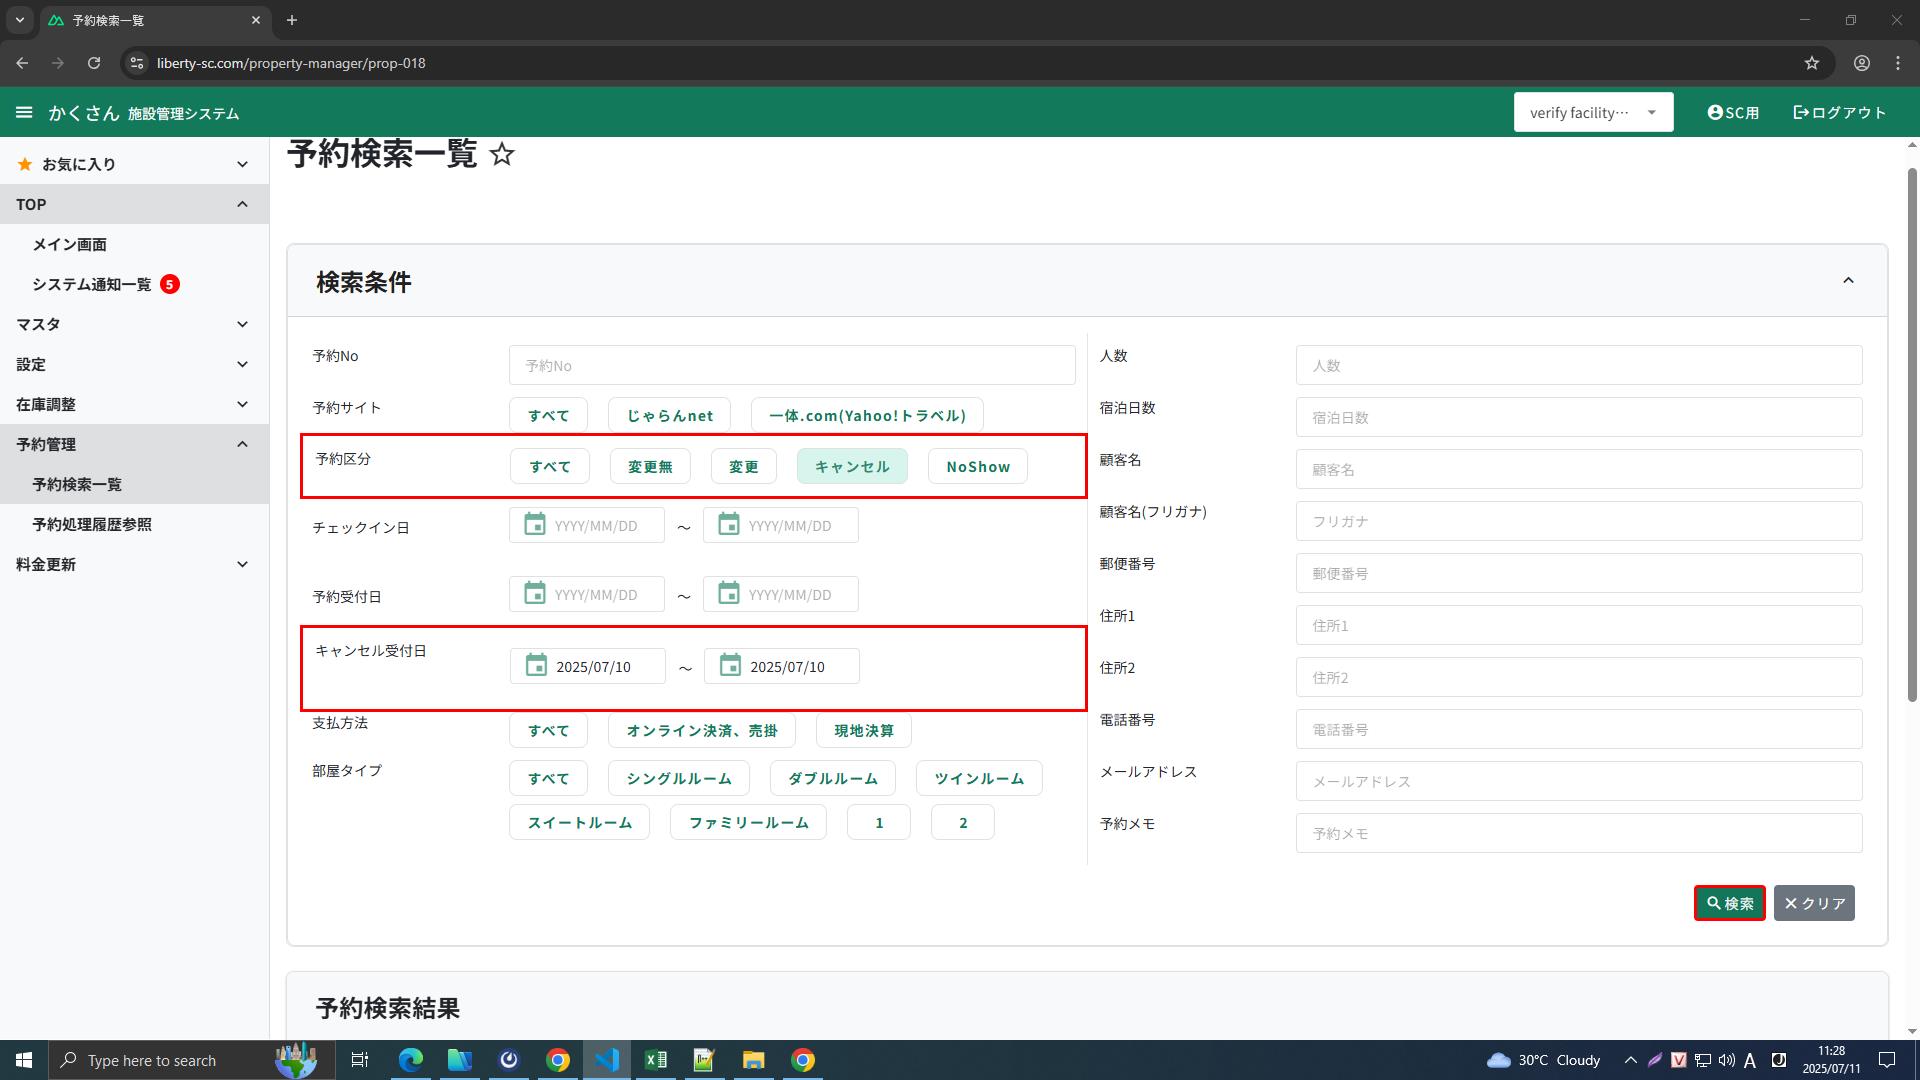 予約検索一覧
liberty-sc.com/property-manager/prop-018
かくさん 施設管理システム
verify facility…
SC用
ログアウト
お気に入り
TOP
メイン画面
システム通知一覧 5
マスタ
設定
在庫調整
予約管理
予約検索一覧
予約処理履歴参照
料金更新
予約検索一覧
検索条件
予約No
予約No
予約サイト
すべて じゃらんnet 一体.com(Yahoo!トラベル)
予約区分
すべて 変更無 変更 キャンセル NoShow
チェックイン日
YYYY/MM/DD ～ YYYY/MM/DD
予約受付日
YYYY/MM/DD ～ YYYY/MM/DD
キャンセル受付日
2025/07/10 ～ 2025/07/10
支払方法
すべて オンライン決済、売掛 現地決算
部屋タイプ
すべて シングルルーム ダブルルーム ツインルーム
スイートルーム ファミリールーム 1 2
人数
人数
宿泊日数
宿泊日数
顧客名
顧客名
顧客名(フリガナ)
フリガナ
郵便番号
郵便番号
住所1
住所1
住所2
住所2
電話番号
電話番号
メールアドレス
メールアドレス
予約メモ
予約メモ
検索
クリア
予約検索結果
Type here to search
30°C Cloudy
A
11:28
2025/07/11